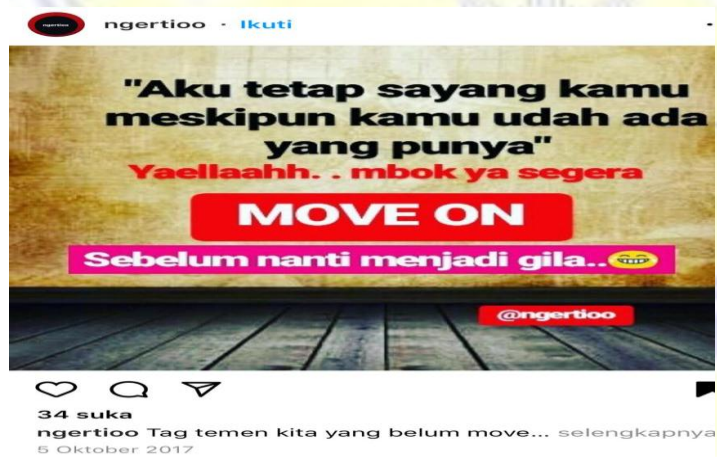 ngertioo
ngertioo · Ikuti
"Aku tetap sayang kamu
meskipun kamu udah ada
yang punya"
Yaellaahh. . mbok ya segera
MOVE ON
Sebelum nanti menjadi gila..😁
@ngertioo
34 suka
ngertioo Tag temen kita yang belum move... selengkapnya
5 Oktober 2017